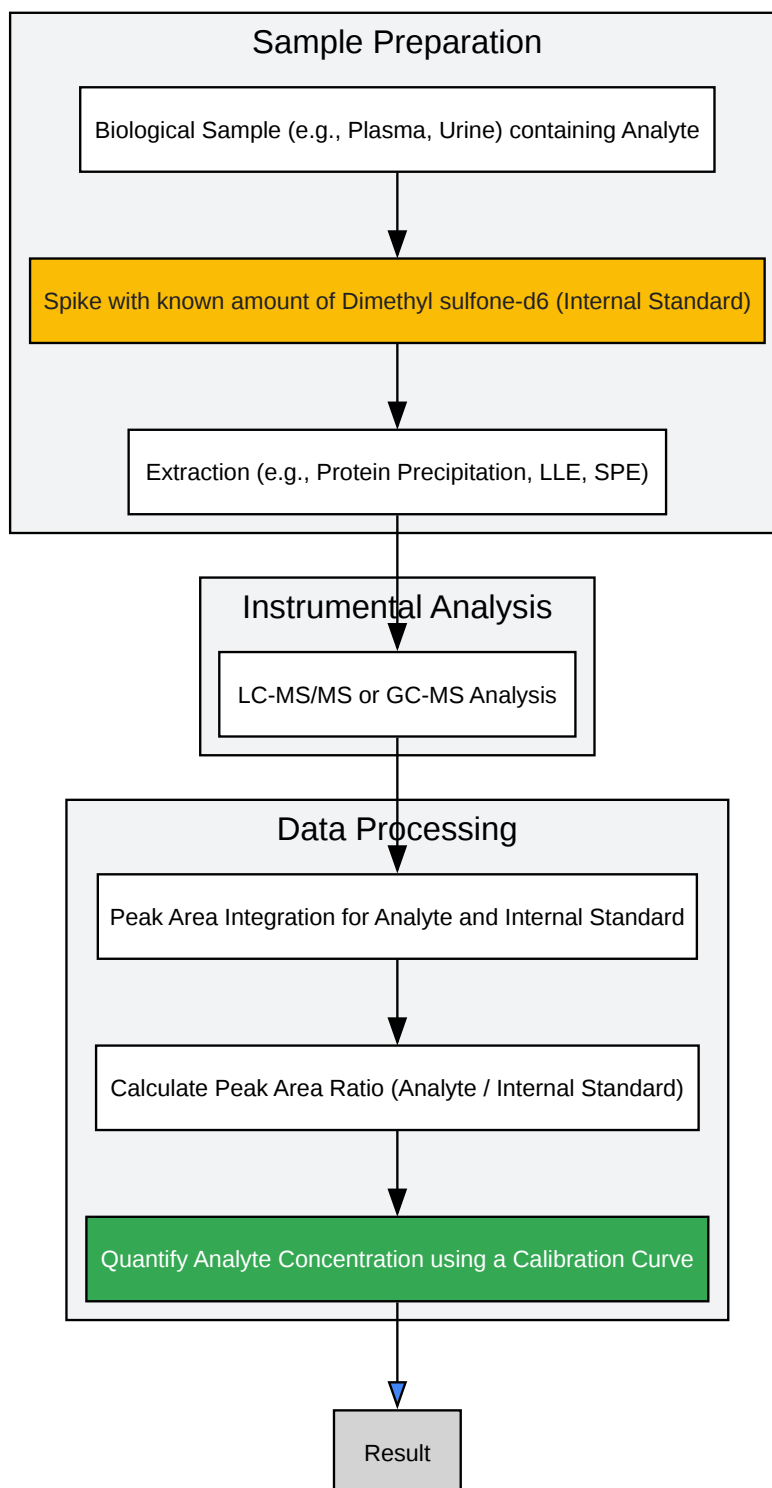 Sample Preparation
Biological Sample (e.g., Plasma, Urine) containing Analyte
Spike with known amount of Dimethyl sulfone-d6 (Internal Standard)
Extraction (e.g., Protein Precipitation, LLE, SPE)
Instrumental Analysis
LC-MS/MS or GC-MS Analysis
Data Processing
Peak Area Integration for Analyte and Internal Standard
Calculate Peak Area Ratio (Analyte / Internal Standard)
Quantify Analyte Concentration using a Calibration Curve
Result